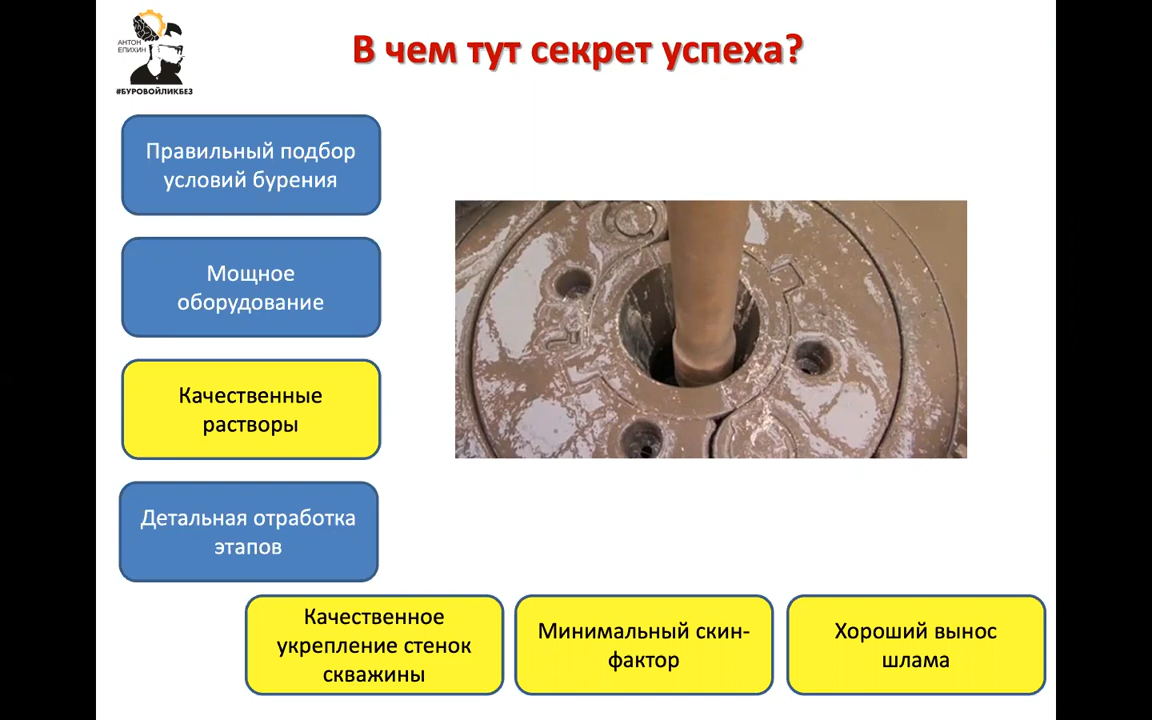 АНТОН
ЕПИХИН
#БУРОВОЙЛИКБЕЗ
В чем тут секрет успеха?
Правильный подбор
условий бурения
Мощное
оборудование
Качественные
растворы
Детальная отработка
этапов
Качественное
укрепление стенок
скважины
Минимальный скин-
фактор
Хороший вынос
шлама